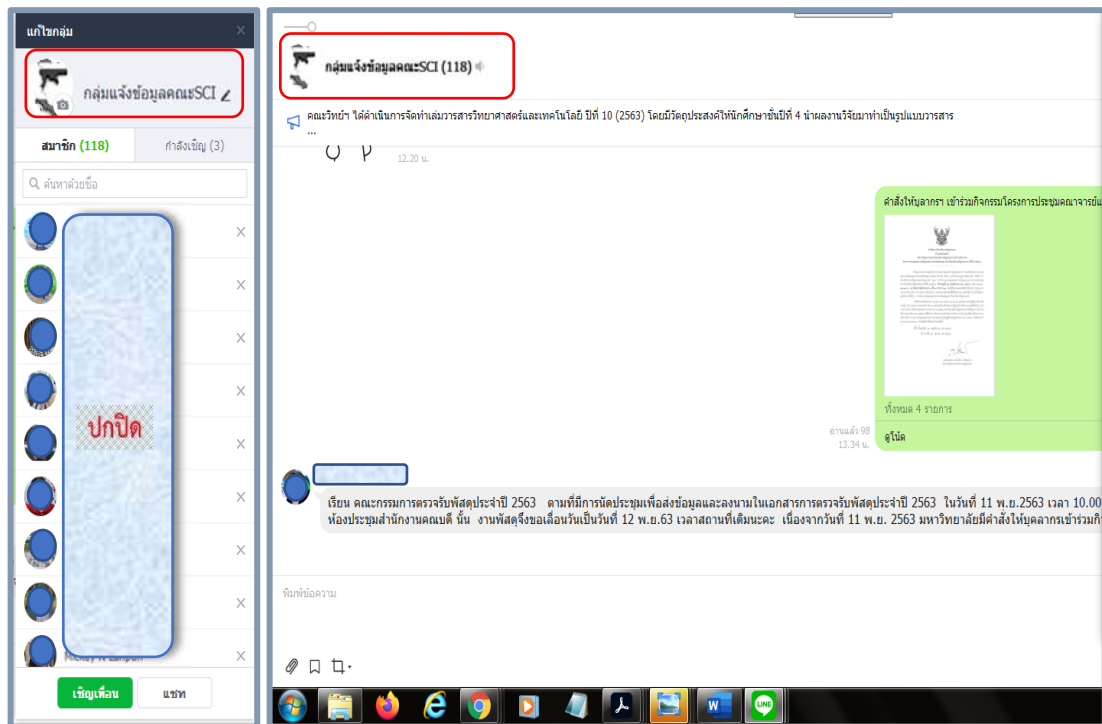 แก้ไขกลุ่ม
กลุ่มแจ้งข้อมูลคณะSCI
สมาชิก (118)
กำลังเชิญ (3)
ค้นหาด้วยชื่อ
ปกปิด
เชิญเพื่อน
แชท
กลุ่มแจ้งข้อมูลคณะSCI (118)
คณะวิทย์ฯ ได้ดำเนินการจัดทำเล่มวารสารวิทยาศาสตร์และเทคโนโลยี ปีที่ 10 (2563) โดยมีวัตถุประสงค์ให้นักศึกษาชั้นปีที่ 4 นำผลงานวิจัยมาทำเป็นรูปแบบวารสาร
...
12.20 น.
คำสั่งให้บุลากรฯ เข้าร่วมกิจกรรมโครงการประชุมคณาจารย์แ
ทั้งหมด 4 รายการ
อ่านแล้ว 98
13.34 น.
ดูโน้ต
เรียน คณะกรรมการตรวจรับพัสดุประจำปี 2563 ตามที่มีการนัดประชุมเพื่อส่งข้อมูลและลงนามในเอกสารการตรวจรับพัสดุประจำปี 2563 ในวันที่ 11 พ.ย.2563 เวลา 10.00
ห้องประชุมสำนักงานคณบดี นั้น งานพัสดุจึงขอเลื่อนวันเป็นวันที่ 12 พ.ย.63 เวลาสถานที่เดิมนะคะ เนื่องจากวันที่ 11 พ.ย. 2563 มหาวิทยาลัยมีคำสั่งให้บุคลากรเข้าร่วมกิ
พิมพ์ข้อความ
W
LINE